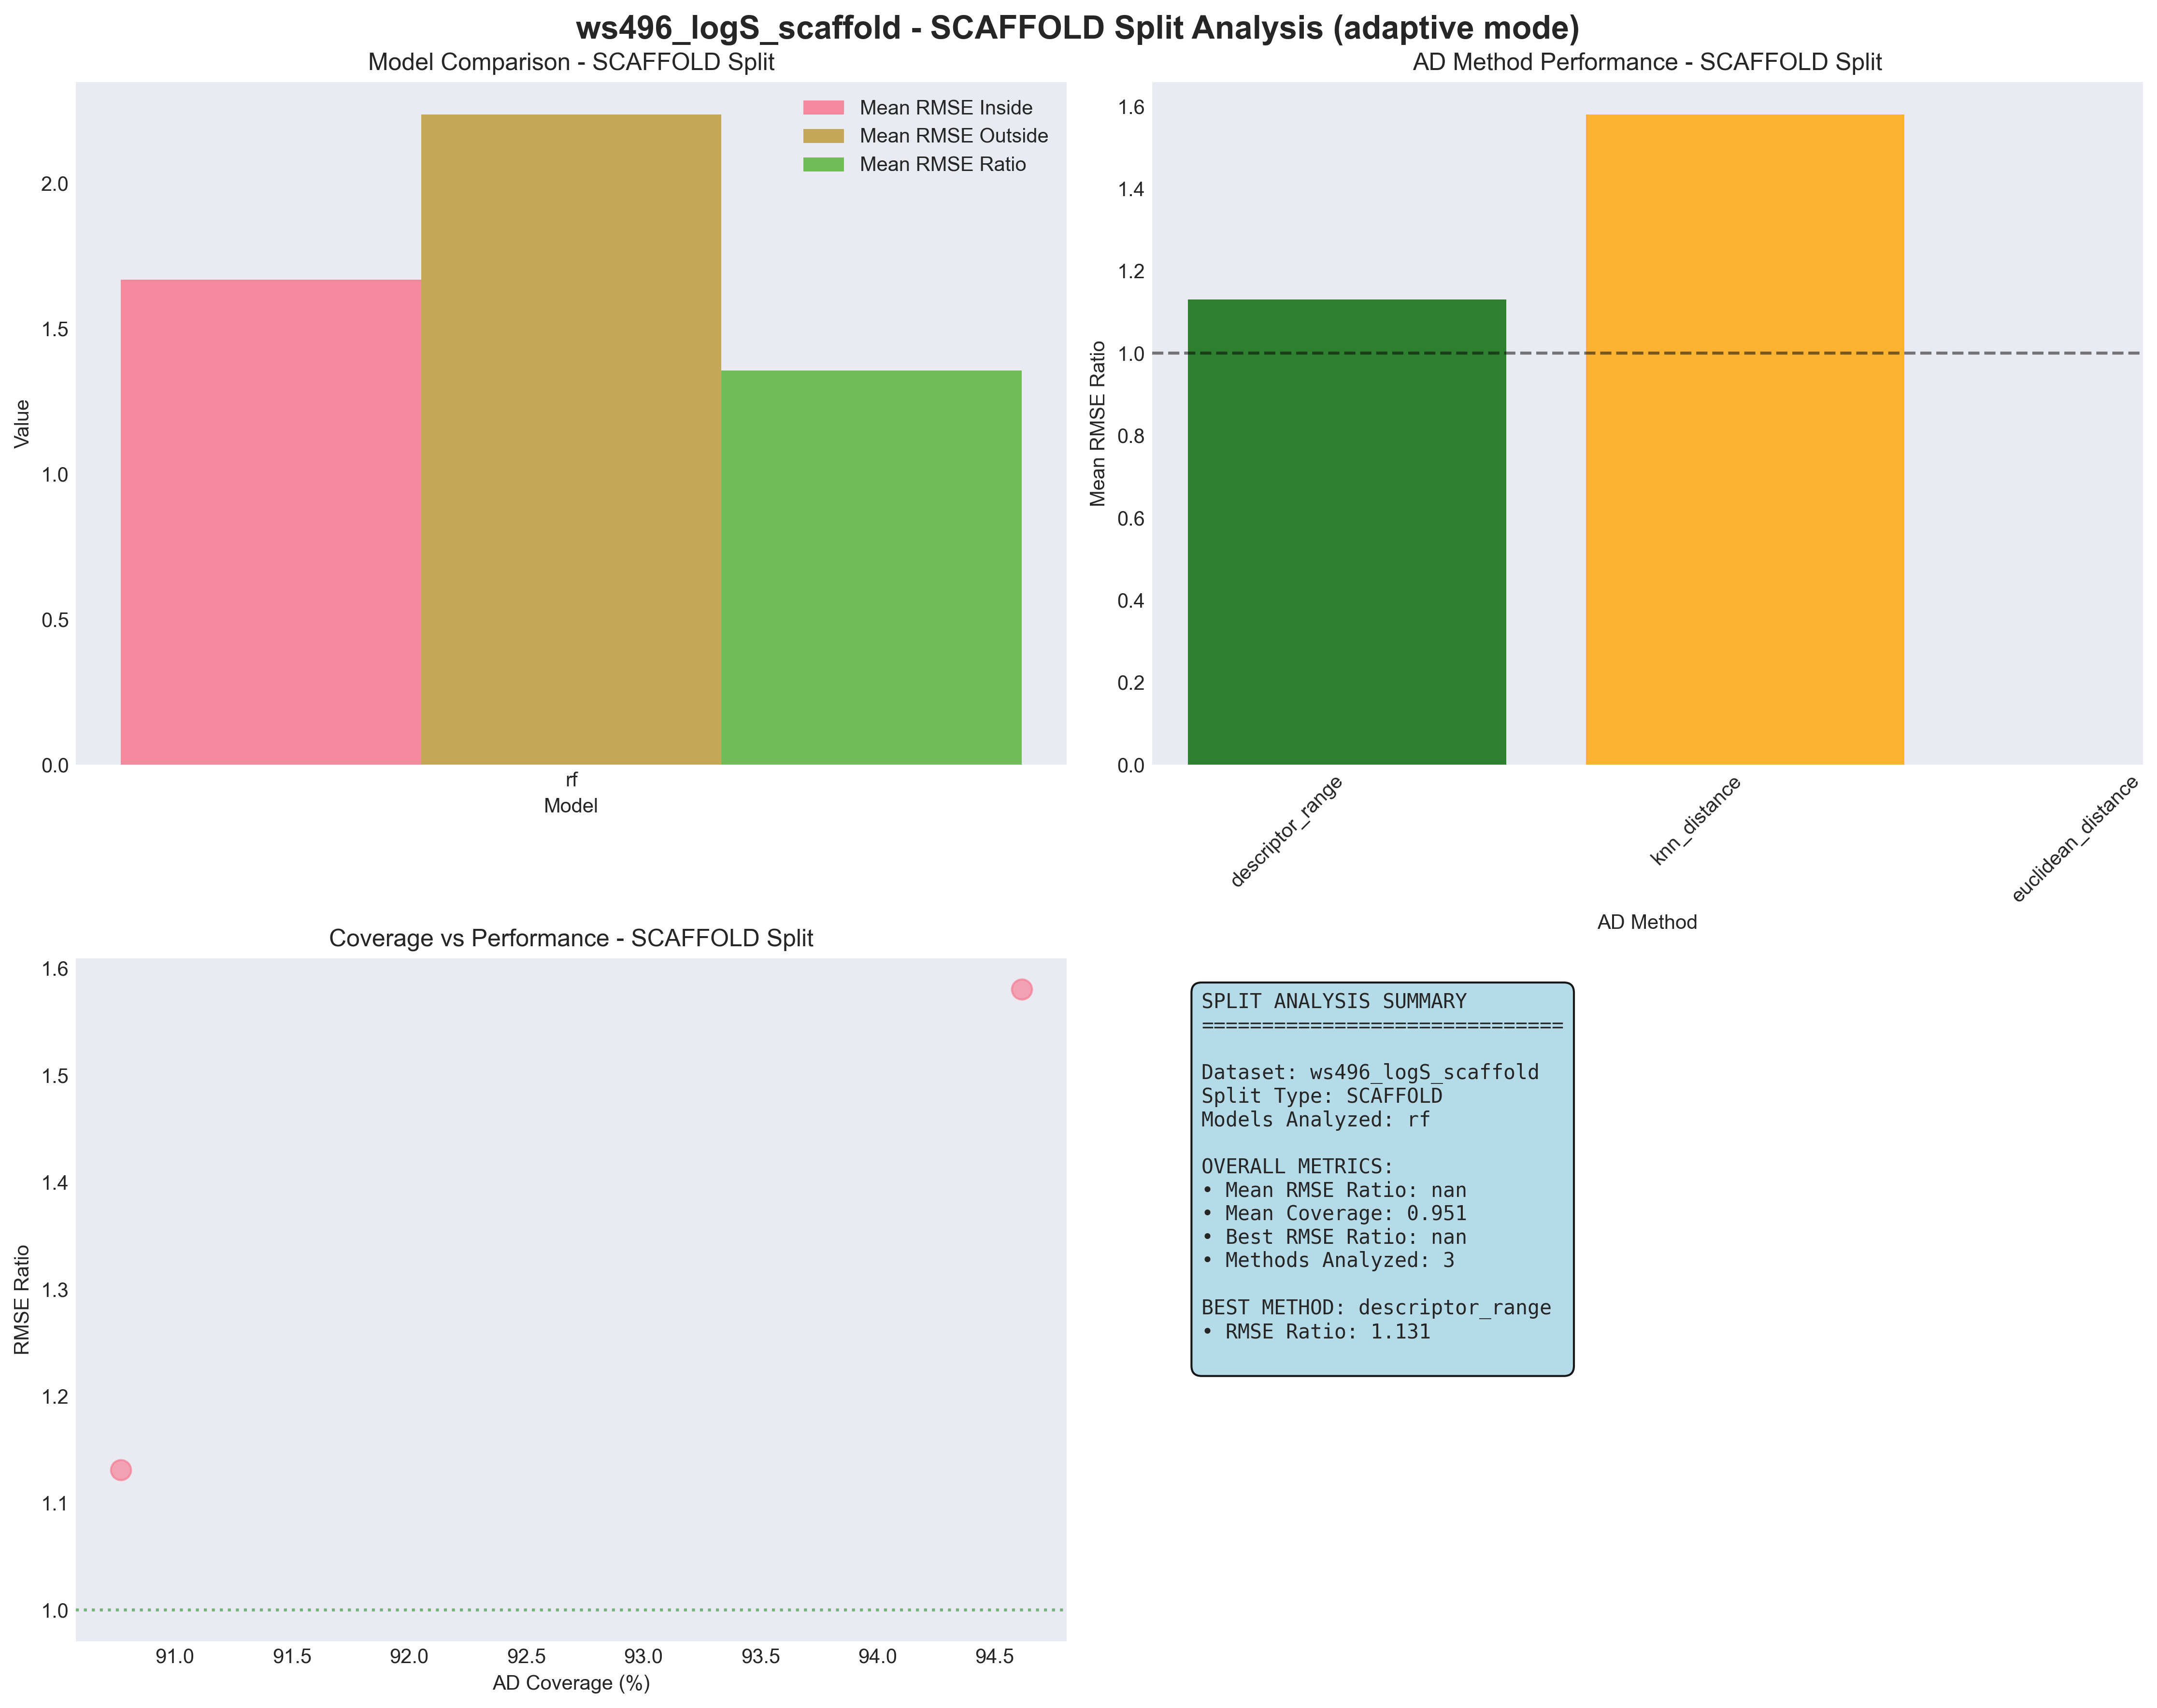 ws496_logS_scaffold - SCAFFOLD Split Analysis (adaptive mode)
Model Comparison - SCAFFOLD Split
Mean RMSE Inside
Mean RMSE Outside
Mean RMSE Ratio
2.0
1.5
1.0
0.5
0.0
Value
rf
Model
AD Method Performance - SCAFFOLD Split
1.6
1.4
1.2
1.0
0.8
0.6
0.4
0.2
0.0
Mean RMSE Ratio
descriptor_range
knn_distance
euclidean_distance
AD Method
Coverage vs Performance - SCAFFOLD Split
1.6
1.5
1.4
1.3
1.2
1.1
1.0
RMSE Ratio
91.0 91.5 92.0 92.5 93.0 93.5 94.0 94.5
AD Coverage (%)
SPLIT ANALYSIS SUMMARY
==============================
Dataset: ws496_logS_scaffold
Split Type: SCAFFOLD
Models Analyzed: rf
OVERALL METRICS:
• Mean RMSE Ratio: nan
• Mean Coverage: 0.951
• Best RMSE Ratio: nan
• Methods Analyzed: 3
BEST METHOD: descriptor_range
• RMSE Ratio: 1.131